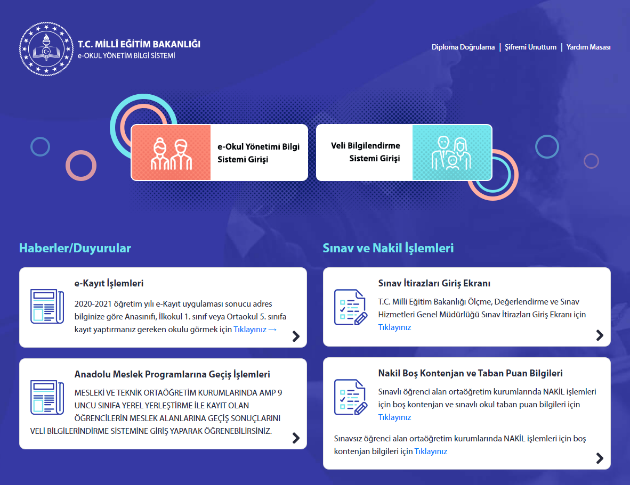 T.C. MİLLÎ EĞİTİM BAKANLIĞI
e-OKUL YÖNETİM BİLGİ SİSTEMİ
Diploma Doğrulama | Şifremi Unuttum | Yardım Masası
e-Okul Yönetimi Bilgi
Sistemi Girişi
Veli Bilgilendirme
Sistemi Girişi
Haberler/Duyurular
e-Kayıt İşlemleri
2020-2021 öğretim yılı e-Kayıt uygulaması sonucu adres
bilginize göre Anasınıfı, İlkokul 1. sınıf veya Ortaokul 5. sınıfa
kayıt yaptırmanız gereken okulu görmek için Tıklayınız →
Anadolu Meslek Programlarına Geçiş İşlemleri
MESLEKİ VE TEKNİK ORTAÖĞRETİM KURUMLARINDA AMP 9
UNCU SINIFA YEREL YERLEŞTİRME İLE KAYIT OLAN
ÖĞRENCİLERİN MESLEK ALANLARINA GEÇİŞ SONUÇLARINI
VELİ BİLGİLERİNDİRME SİSTEMİNE GİRİŞ YAPARAK ÖĞRENEBİLİRSİNİZ.
Sınav ve Nakil İşlemleri
Sınav İtirazları Giriş Ekranı
T.C. Milli Eğitim Bakanlığı Ölçme, Değerlendirme ve Sınav
Hizmetleri Genel Müdürlüğü Sınav İtirazları Giriş Ekranı için
Tıklayınız
Nakil Boş Kontenjan ve Taban Puan Bilgileri
Sınavlı öğrenci alan ortaöğretim kurumlarında NAKİL işlemleri
için boş kontenjan ve sınavlı okul taban puan bilgileri için
Tıklayınız
Sınavsız öğrenci alan ortaöğretim kurumlarında NAKİL işlemleri için boş
kontenjan bilgileri için Tıklayınız